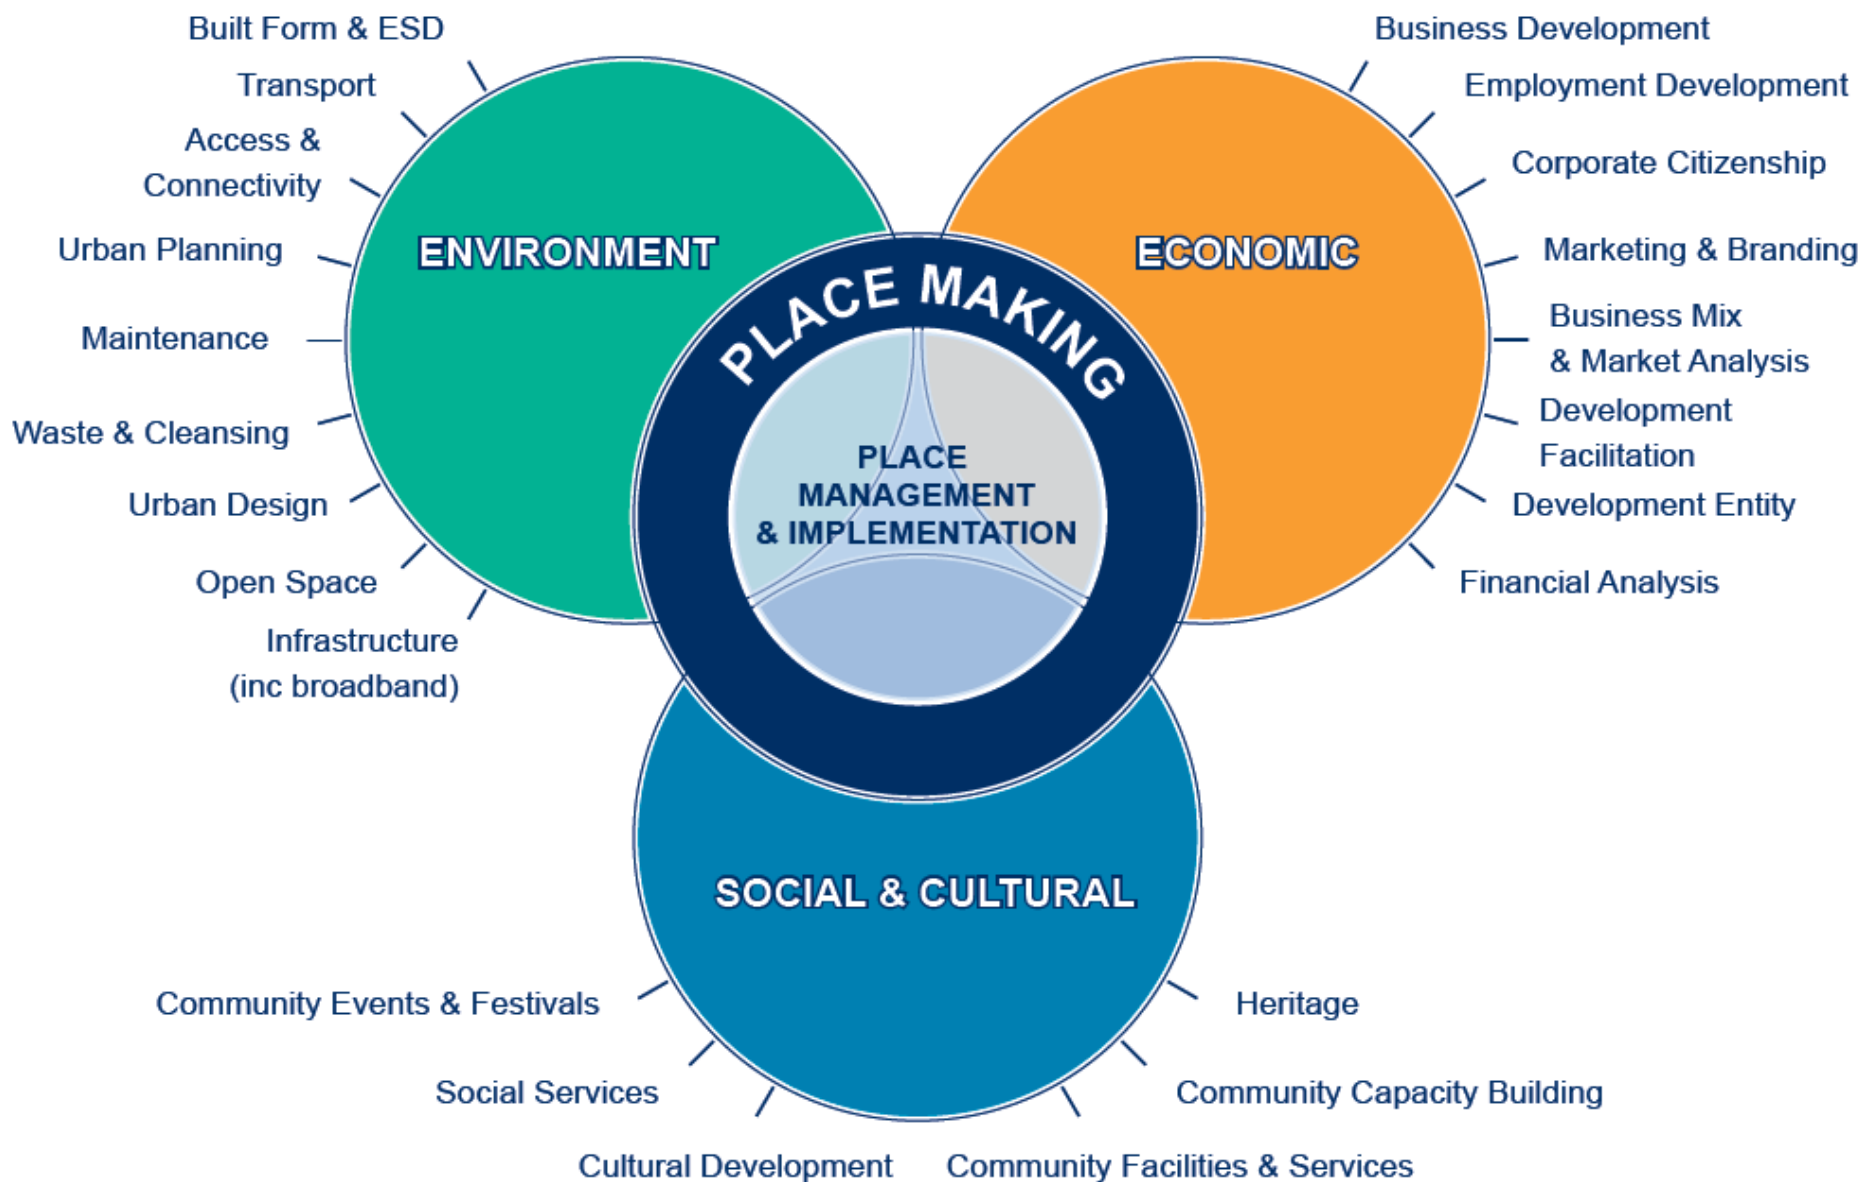 Built Form & ESD
Transport
Access &
Connectivity
Urban Planning
Maintenance
Waste & Cleansing
Urban Design
Open Space
Infrastructure
(inc broadband)
ENVIRONMENT
Business Development
Employment Development
Corporate Citizenship
Marketing & Branding
Business Mix
& Market Analysis
Development
Facilitation
Development Entity
Financial Analysis
ECONOMIC
PLACE MAKING
PLACE
MANAGEMENT
& IMPLEMENTATION
SOCIAL & CULTURAL
Community Events & Festivals
Social Services
Cultural Development
Community Facilities & Services
Community Capacity Building
Heritage